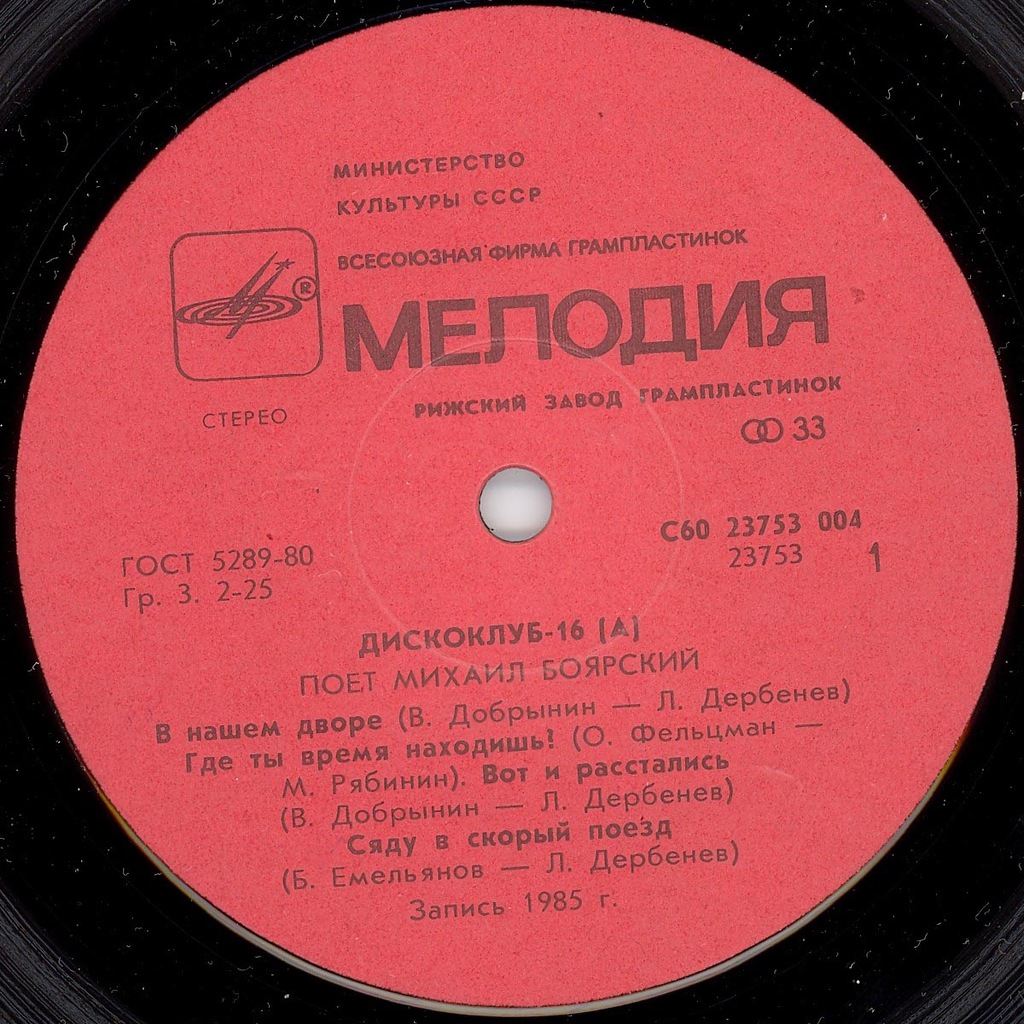 МИНИСТЕРСТВО
КУЛЬТУРЫ СССР
ВСЕСОЮЗНАЯ ФИРМА ГРАМПЛАСТИНОК
®
МЕЛОДИЯ
РИЖСКИЙ ЗАВОД ГРАМПЛАСТИНОК
СТЕРЕО
33
ГОСТ 5289-80
Гр. 3. 2-25
С60 23753 004
23753 1
ДИСКОКЛУБ-16 (А)
ПОЕТ МИХАИЛ БОЯРСКИЙ
В нашем дворе (В. Добрынин — Л. Дербенев)
Где ты время находишь? (О. Фельцман —
М. Рябинин). Вот и расстались
(В. Добрынин — Л. Дербенев)
Сяду в скорый поезд
(Б. Емельянов — Л. Дербенев)
Запись 1985 г.